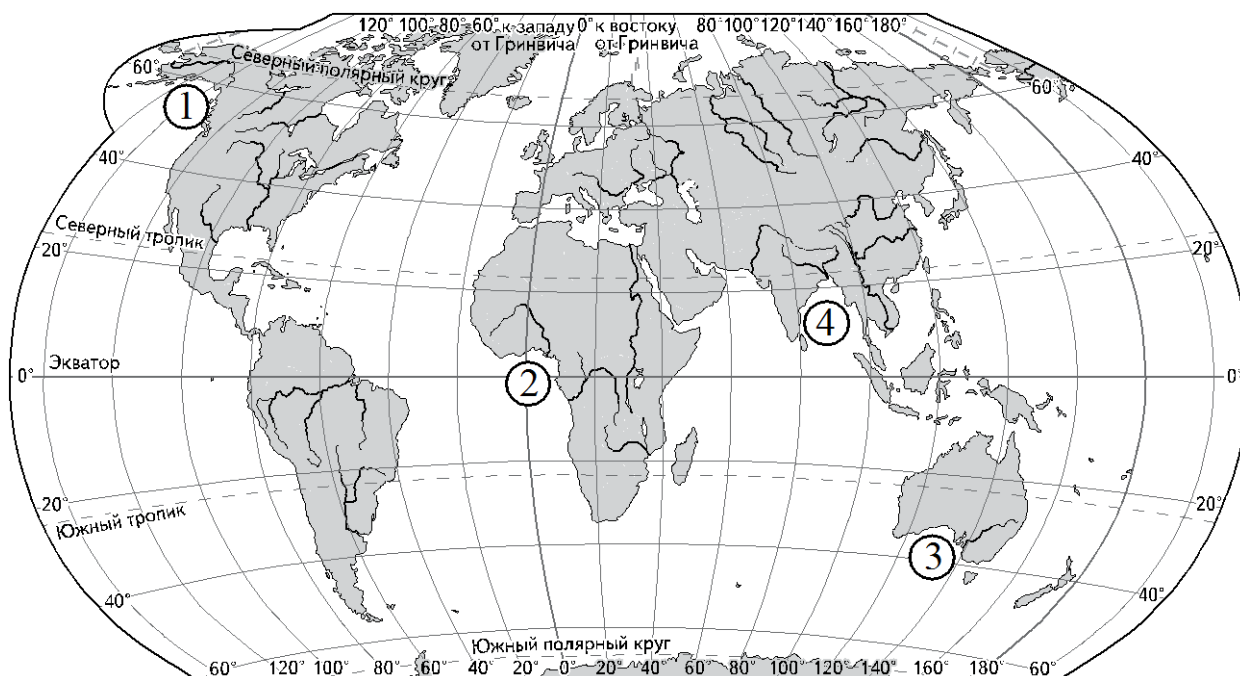 120° 100° 80° 60° к западу 0° к востоку 80° 100° 120° 140° 160° 180°
от Гринвича от Гринвича
60° Северный полярный круг 60°
1
40° 40°
Северный тропик
20° 20°
4
Экватор
0° 2 0°
20° 20°
Южный тропик
3
40° 40°
Южный полярный круг
60° 120° 100° 80° 60° 20° 0° 20° 40° 60° 80° 100° 120° 140° 160° 180° 60°